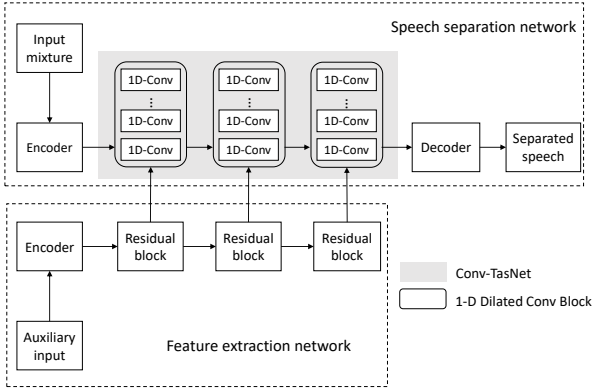 Speech separation network
Input
mixture
1D-Conv
1D-Conv
1D-Conv
⋮
⋮
⋮
1D-Conv
1D-Conv
1D-Conv
Encoder
1D-Conv
1D-Conv
1D-Conv
Decoder
Separated
speech
Encoder
Residual
block
Residual
block
Residual
block
Conv-TasNet
1-D Dilated Conv Block
Auxiliary
input
Feature extraction network